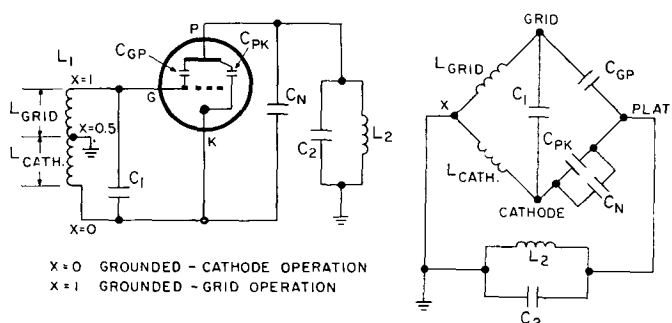 L1
X=1
LGRID
X=0.5
LCATH.
X=0
C1
P
CGP
CPK
G
K
CN
C2
L2
X=0 GROUNDED-CATHODE OPERATION
X=1 GROUNDED-GRID OPERATION
GRID
LGRID
CGP
C1
X
PLAT
CPK
LCATH.
CN
CATHODE
L2
C2